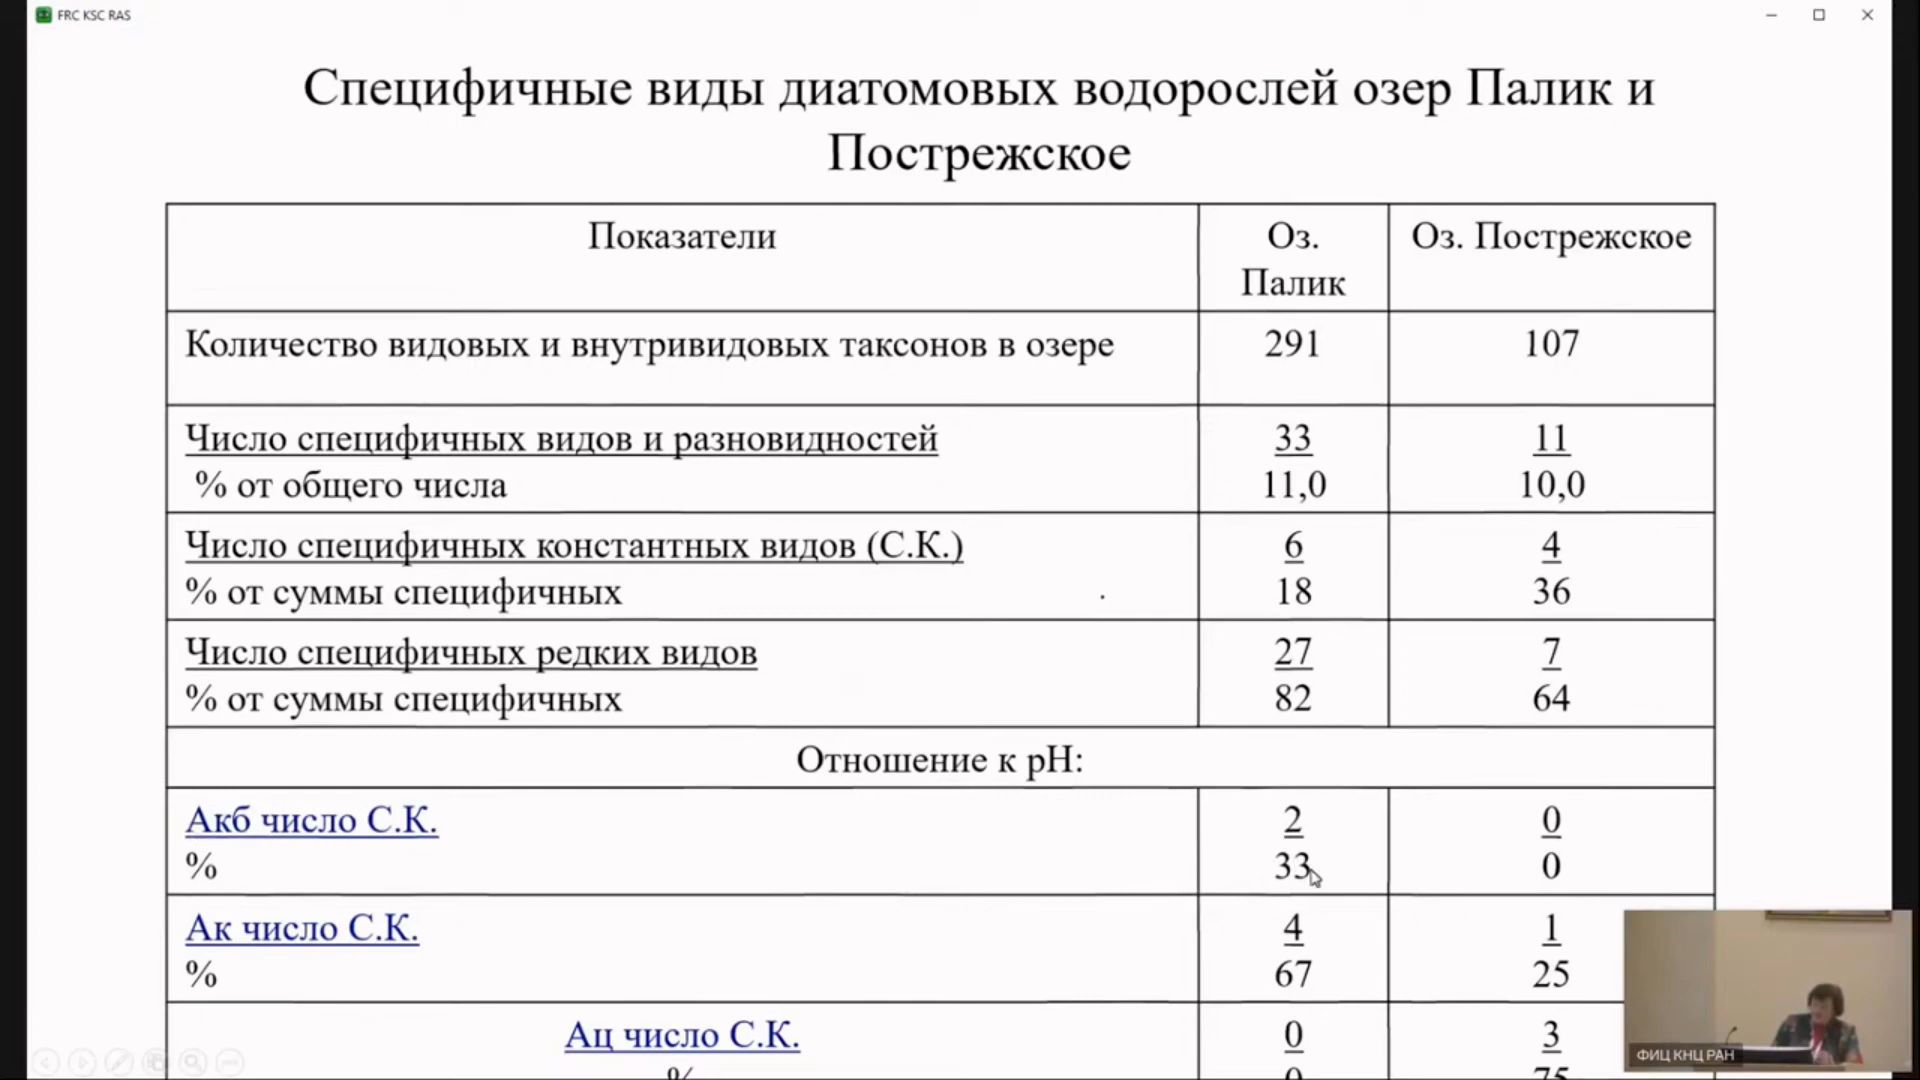 FRC KSC RAS
Специфичные виды диатомовых водорослей озер Палик и
Пострежское
Показатели
Оз.
Палик
Оз. Пострежское
Количество видовых и внутривидовых таксонов в озере
291
107
Число специфичных видов и разновидностей
% от общего числа
33
11,0
11
10,0
Число специфичных константных видов (С.К.)
% от суммы специфичных
6
18
4
36
Число специфичных редких видов
% от суммы специфичных
27
82
7
64
Отношение к рН:
Акб число С.К.
%
2
33
0
0
Ак число С.К.
%
4
67
1
25
Ац число С.К.
%
0
0
3
75
ФИЦ КНЦ РАН